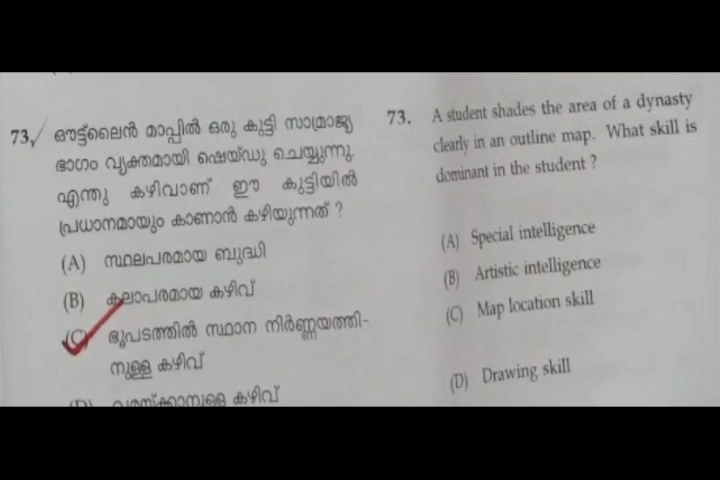 73, ഔട്ട്ലൈൻ മാപ്പിൽ ഒരു കുട്ടി സാമ്രാജ്യ
ഭാഗം വ്യക്തമായി ഷെയ്ഡു ചെയ്യുന്നു.
എന്തു കഴിവാണ് ഈ കുട്ടിയിൽ
പ്രധാനമായും കാണാൻ കഴിയുന്നത് ?
(A) സ്ഥലപരമായ ബുദ്ധി
(B) കലാപരമായ കഴിവ്
(C) ഭൂപടത്തിൽ സ്ഥാന നിർണ്ണയത്തി-
നുള്ള കഴിവ്
(D) വരയ്ക്കാനുള്ള കഴിവ്
73. A student shades the area of a dynasty
clearly in an outline map. What skill is
dominant in the student ?
(A) Special intelligence
(B) Artistic intelligence
(C) Map location skill
(D) Drawing skill